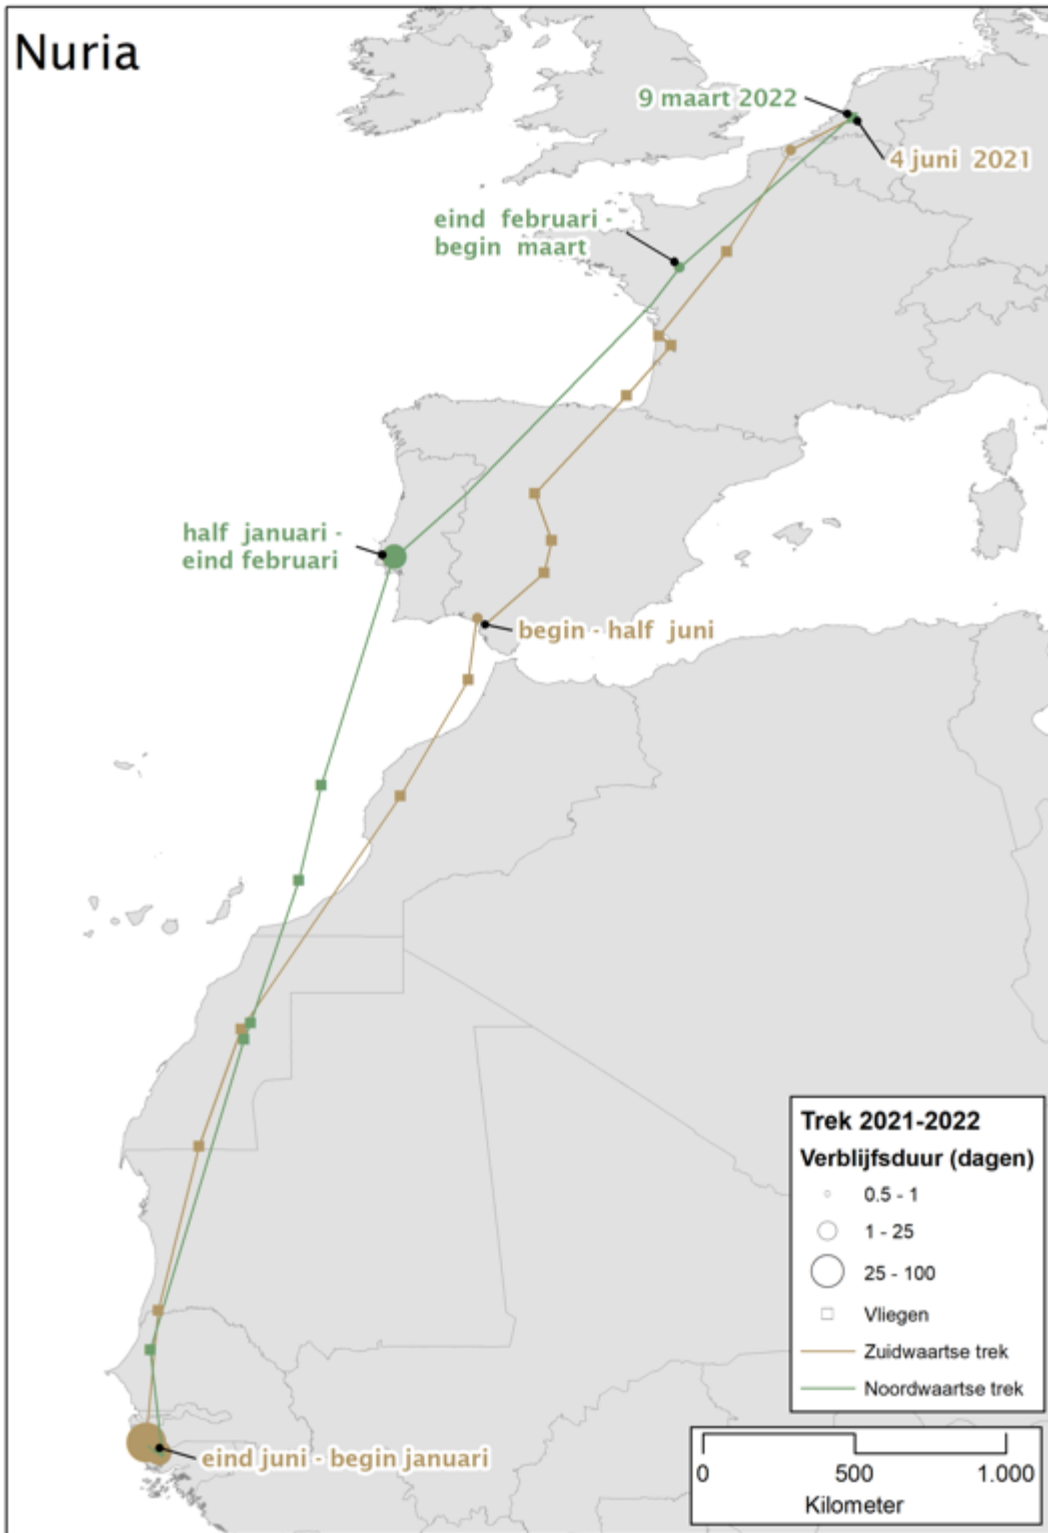 Nuria
9 maart 2022
4 juni 2021
eind februari -
begin maart
half januari -
eind februari
begin - half juni
eind juni - begin januari
Trek 2021-2022
Verblijfsduur (dagen)
0.5 - 1
1 - 25
25 - 100
Vliegen
Zuidwaartse trek
Noordwaartse trek
0 500 1.000
Kilometer